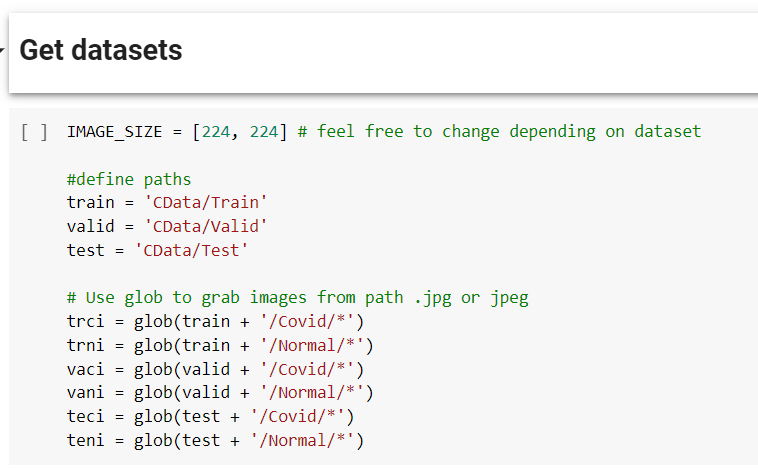 Get datasets
[ ] IMAGE_SIZE = [224, 224] # feel free to change depending on dataset
#define paths
train = 'CData/Train'
valid = 'CData/Valid'
test = 'CData/Test'
# Use glob to grab images from path .jpg or jpeg
trci = glob(train + '/Covid/*')
trni = glob(train + '/Normal/*')
vaci = glob(valid + '/Covid/*')
vani = glob(valid + '/Normal/*')
teci = glob(test + '/Covid/*')
teni = glob(test + '/Normal/*')